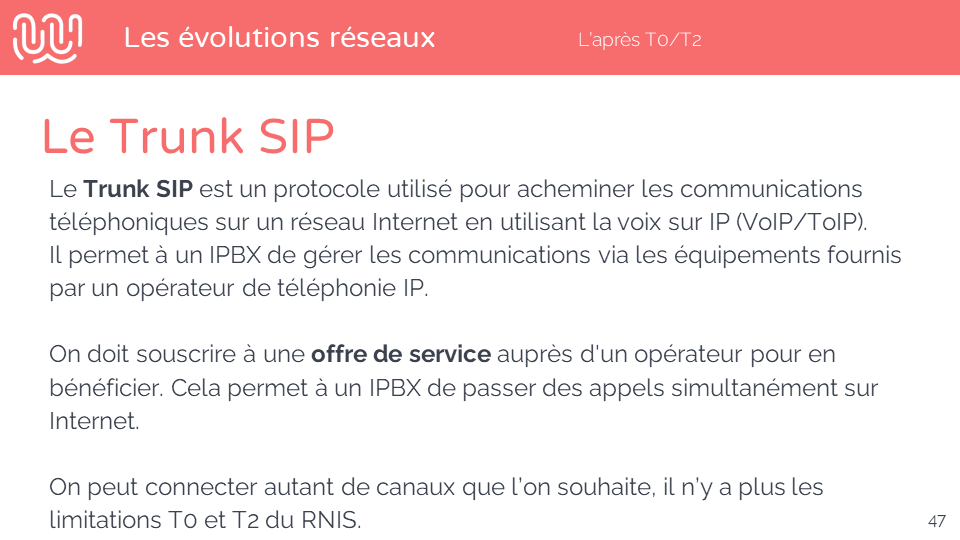 Les évolutions réseaux
L'après T0/T2
Le Trunk SIP
Le Trunk SIP est un protocole utilisé pour acheminer les communications
téléphoniques sur un réseau Internet en utilisant la voix sur IP (VoIP/ToIP).
Il permet à un IPBX de gérer les communications via les équipements fournis
par un opérateur de téléphonie IP.
On doit souscrire à une offre de service auprès d'un opérateur pour en
bénéficier. Cela permet à un IPBX de passer des appels simultanément sur
Internet.
On peut connecter autant de canaux que l’on souhaite, il n’y a plus les
limitations T0 et T2 du RNIS.
47